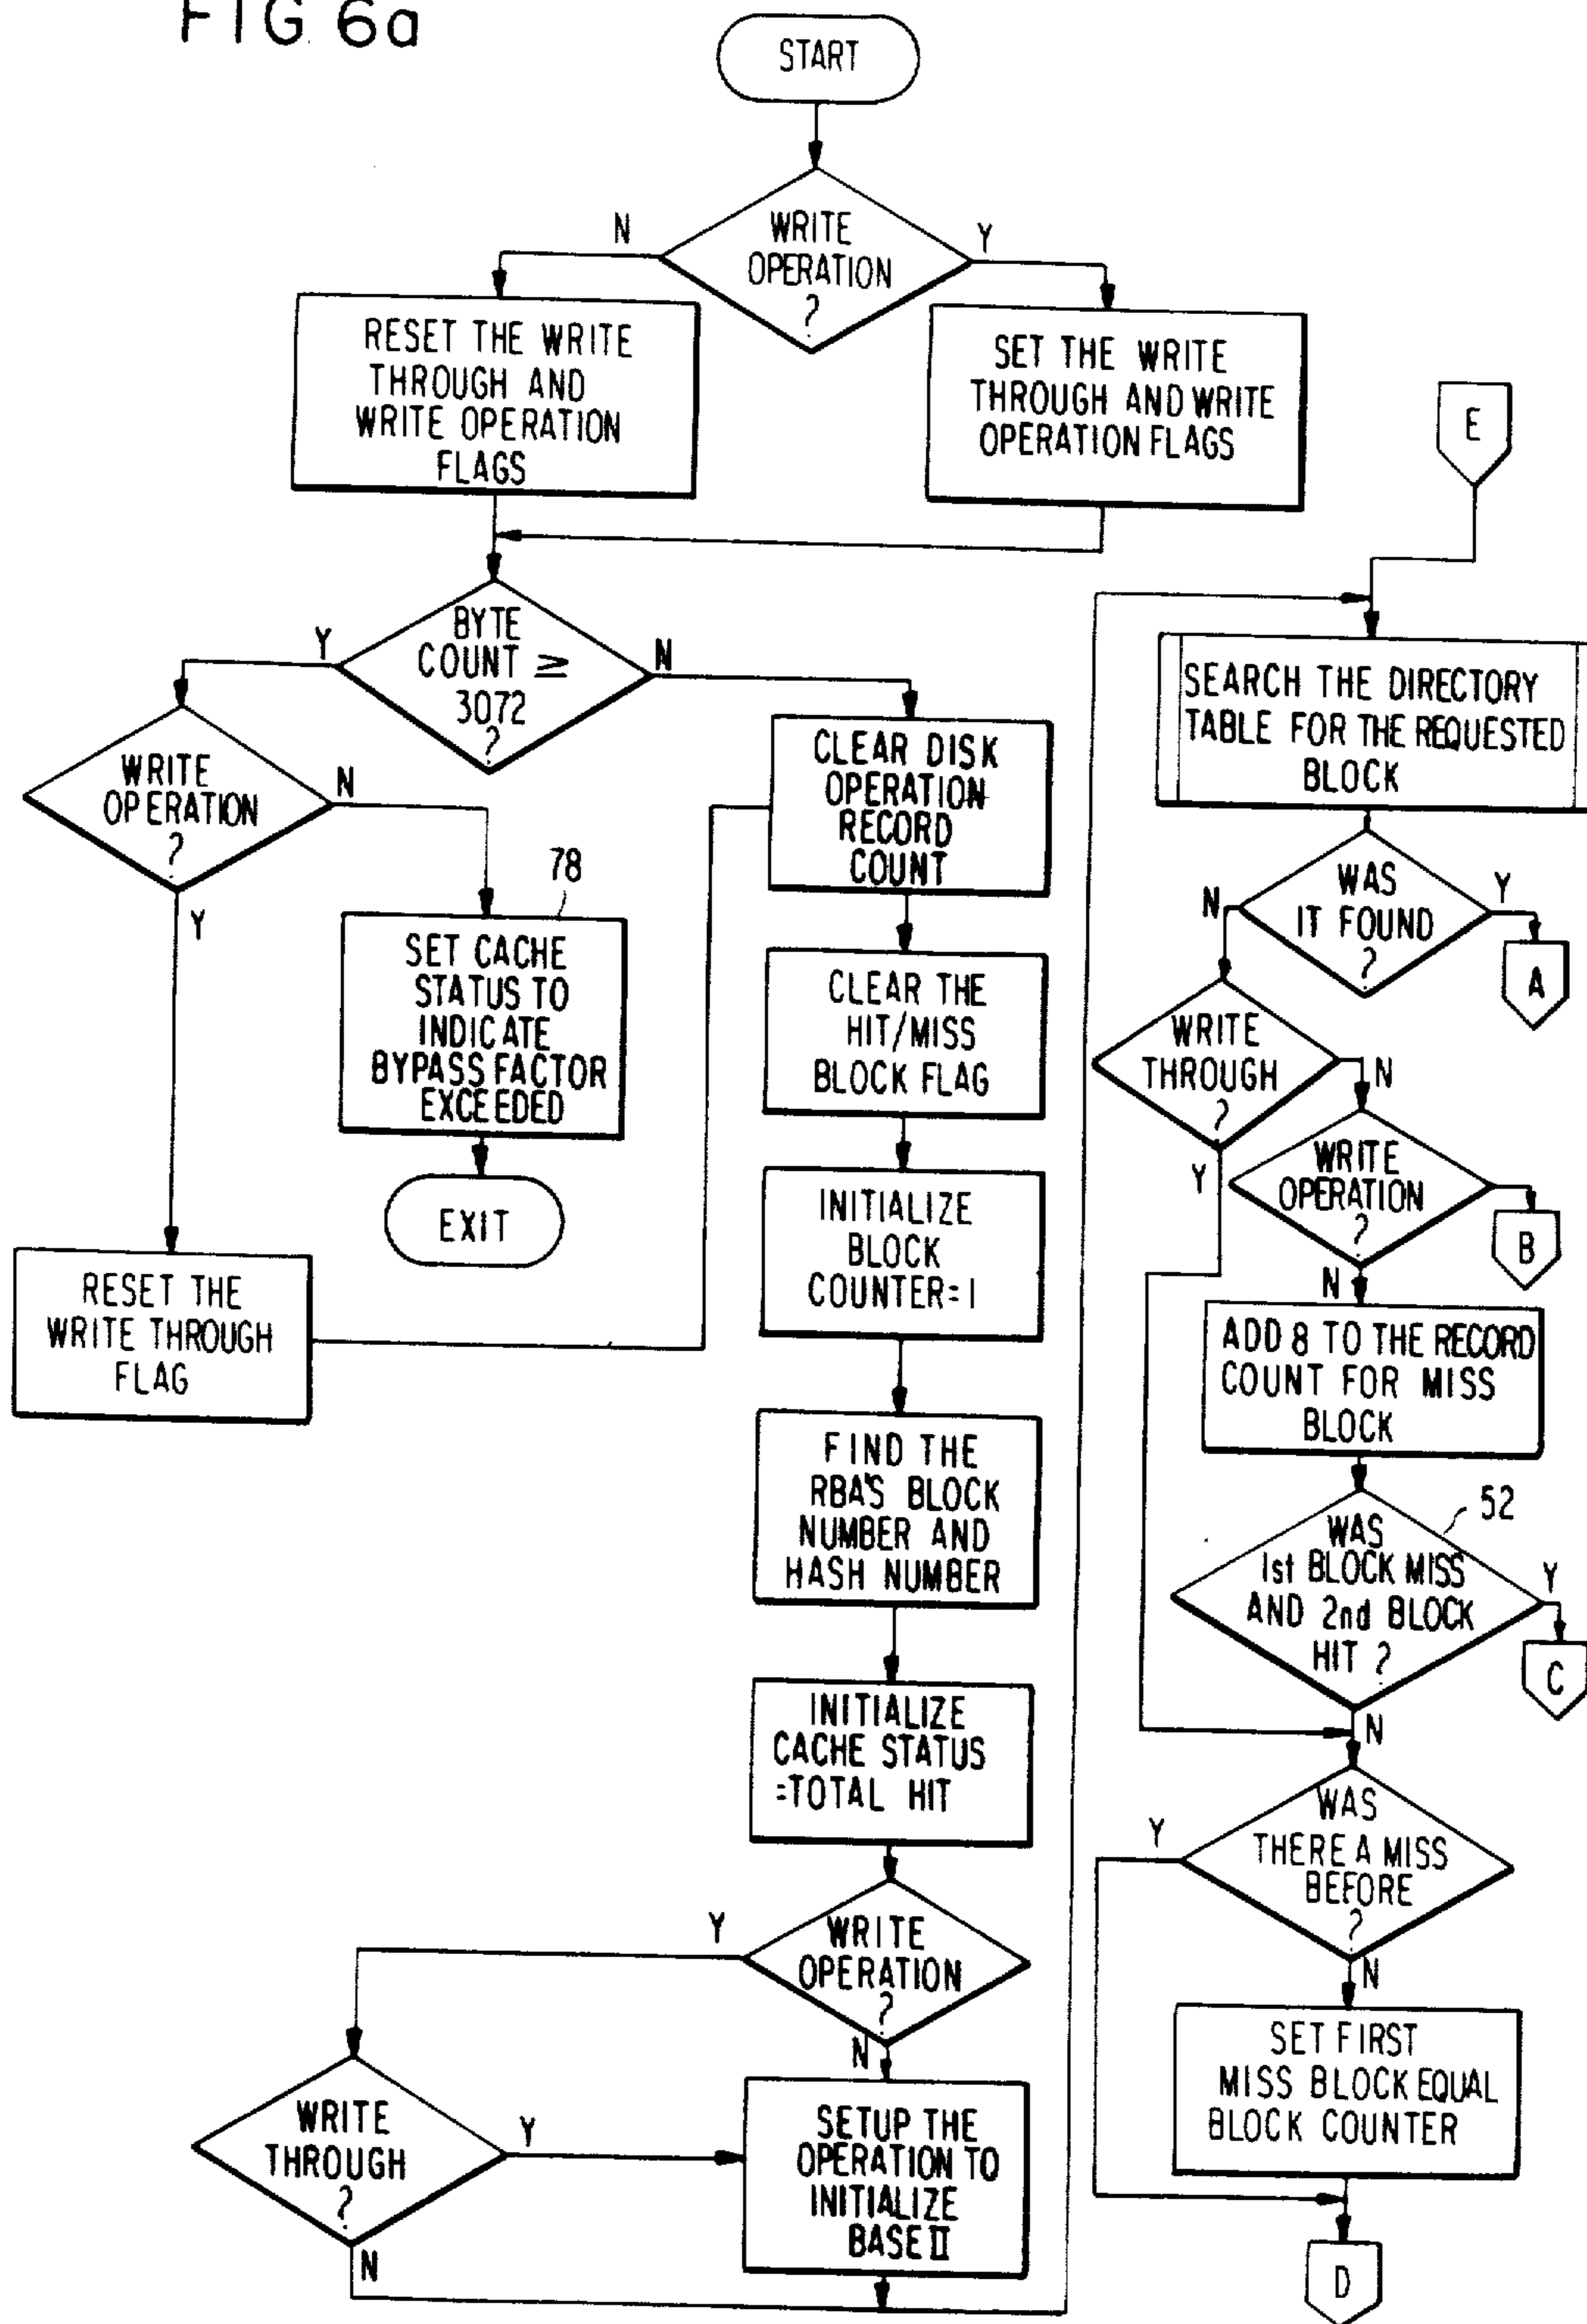 FIG. 6a
START
WRITE
OPERATION
?
N
Y
RESET THE WRITE
THROUGH AND
WRITE OPERATION
FLAGS
SET THE WRITE
THROUGH AND WRITE
OPERATION FLAGS
BYTE
COUNT ≥
3072
?
Y
N
WRITE
OPERATION
?
N
Y
78
SET CACHE
STATUS TO
INDICATE
BYPASS FACTOR
EXCEEDED
EXIT
RESET THE
WRITE THROUGH
FLAG
CLEAR DISK
OPERATION
RECORD
COUNT
CLEAR THE
HIT/MISS
BLOCK FLAG
INITIALIZE
BLOCK
COUNTER=1
FIND THE
RBA'S BLOCK
NUMBER AND
HASH NUMBER
INITIALIZE
CACHE STATUS
=TOTAL HIT
WRITE
OPERATION
?
Y
N
WRITE
THROUGH
?
Y
N
SETUP THE
OPERATION TO
INITIALIZE
BASE II
E
SEARCH THE DIRECTORY
TABLE FOR THE REQUESTED
BLOCK
WAS
IT FOUND
?
N
Y
A
WRITE
THROUGH
?
N
Y
WRITE
OPERATION
?
B
N
ADD 8 TO THE RECORD
COUNT FOR MISS
BLOCK
52
WAS
1st BLOCK MISS
AND 2nd BLOCK
HIT ?
Y
C
N
WAS
THERE A MISS
BEFORE
?
Y
N
SET FIRST
MISS BLOCK EQUAL
BLOCK COUNTER
D